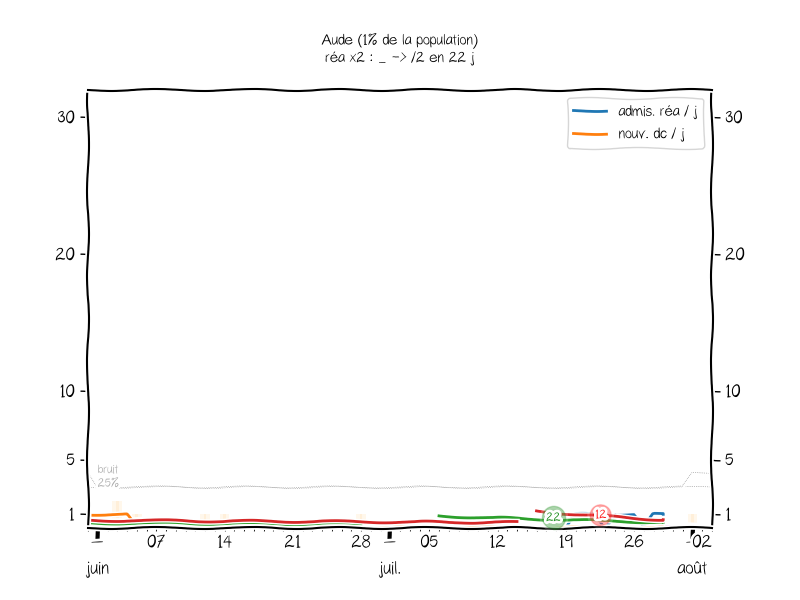 Aude (1% de la population)
réa x2 : _ -> /2 en 22 j
admis. réa / j
nouv. dc / j
30
30
20
20
10
10
5
5
bruit
25%
1
1
22
12
07
14
21
28
05
12
19
26
02
juin
juil.
août